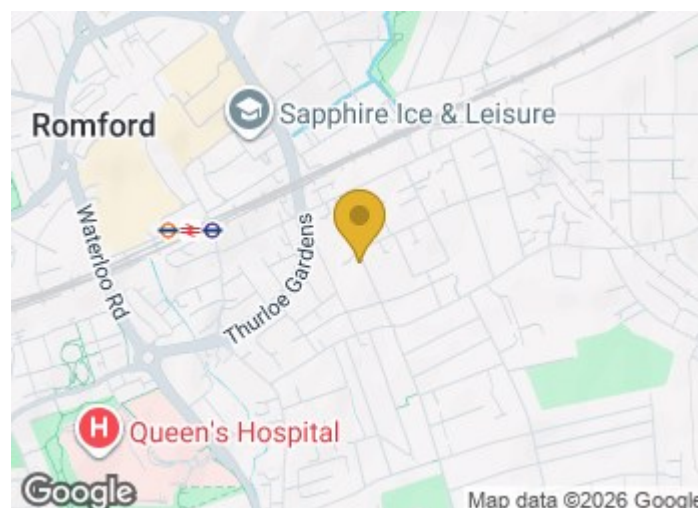 Romford
Sapphire Ice & Leisure
Waterloo Rd
Thurloe Gardens
H
Queen's Hospital
Google
Map data ©2026 Google